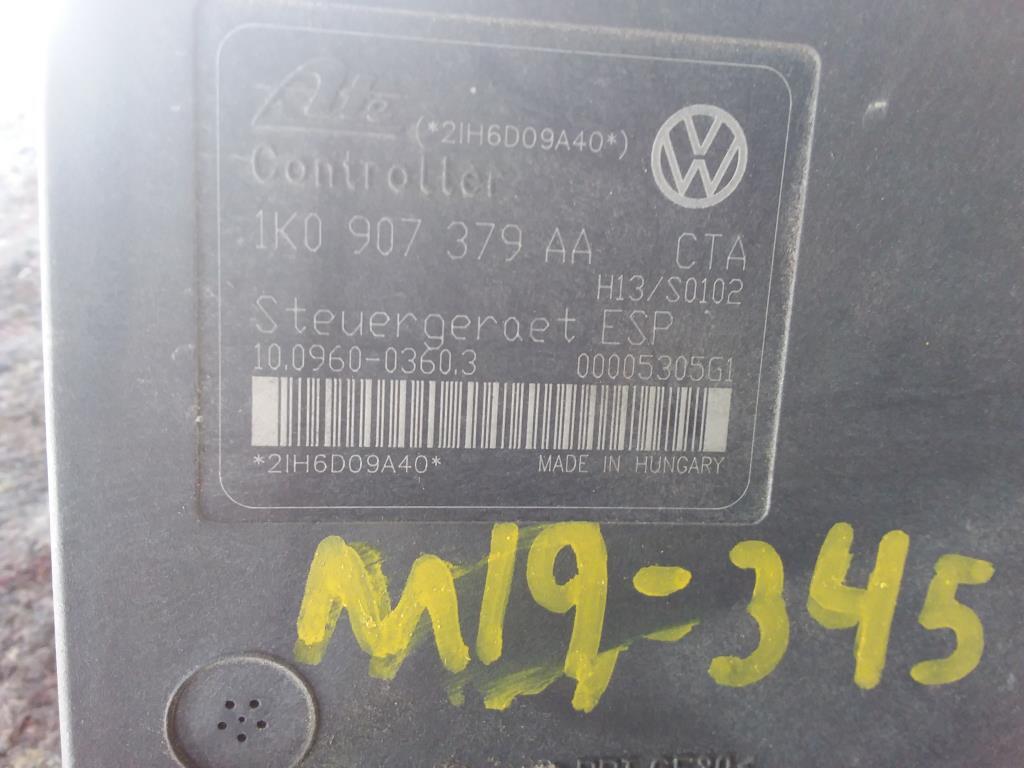 Ate
(*2IH6D09A40*)
Controller
1K0 907 379 AA CTA
H13/S0102
Steuergeraet ESP
10.0960-0360.3 00005305G1
*2IH6D09A40* MADE IN HUNGARY
M19-345